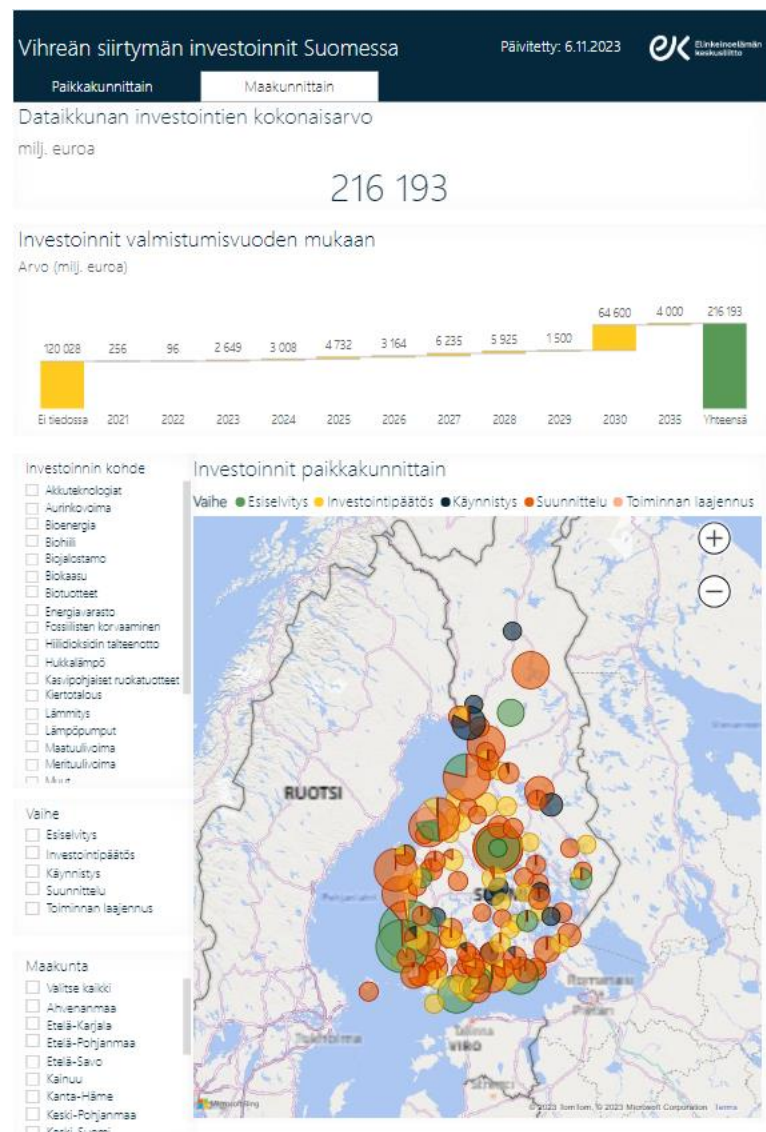 Vihreän siirtymän investoinnit Suomessa
Päivitetty: 6.11.2023
Elinkeinoelämän
keskusliitto
Paikkakunnittain
Maakunnittain
Dataikkunan investointien kokonaisarvo
milj. euroa
216 193
Investoinnit valmistumisvuoden mukaan
Arvo (milj. euroa)
120 028 256 96 2 649 3 008 4 732 3 164 6 235 5 925 1 500 64 600 4 000 216 193
Ei tiedossa 2021 2022 2023 2024 2025 2026 2027 2028 2029 2030 2035 Yhteensä
Investoinnin kohde
Akkuteknologiat
Aurinkovoima
Bioenergia
Biohiili
Biojalostamo
Biokaasu
Biotuotteet
Energiavarasto
Fossiilisten korvaaminen
Hiilidioksidin talteenotto
Hukkalämpö
Kasvipohjaiset ruokatuotteet
Kiertotalous
Lämmitys
Lämpöpumput
Maatuulivoima
Merituulivoima
Muut
Vaihe
Esiselvitys
Investointipäätös
Käynnistys
Suunnittelu
Toiminnan laajennus
Maakunta
Valitse kaikki
Ahvenanmaa
Etelä-Karjala
Etelä-Pohjanmaa
Etelä-Savo
Kainuu
Kanta-Häme
Keski-Pohjanmaa
Keski-Suomi
Investoinnit paikkakunnittain
Vaihe Esiselvitys Investointipäätös Käynnistys Suunnittelu Toiminnan laajennus
RUOTSI
VIRO
Microsoft Bing
© 2023 TomTom, © 2023 Microsoft Corporation Terms